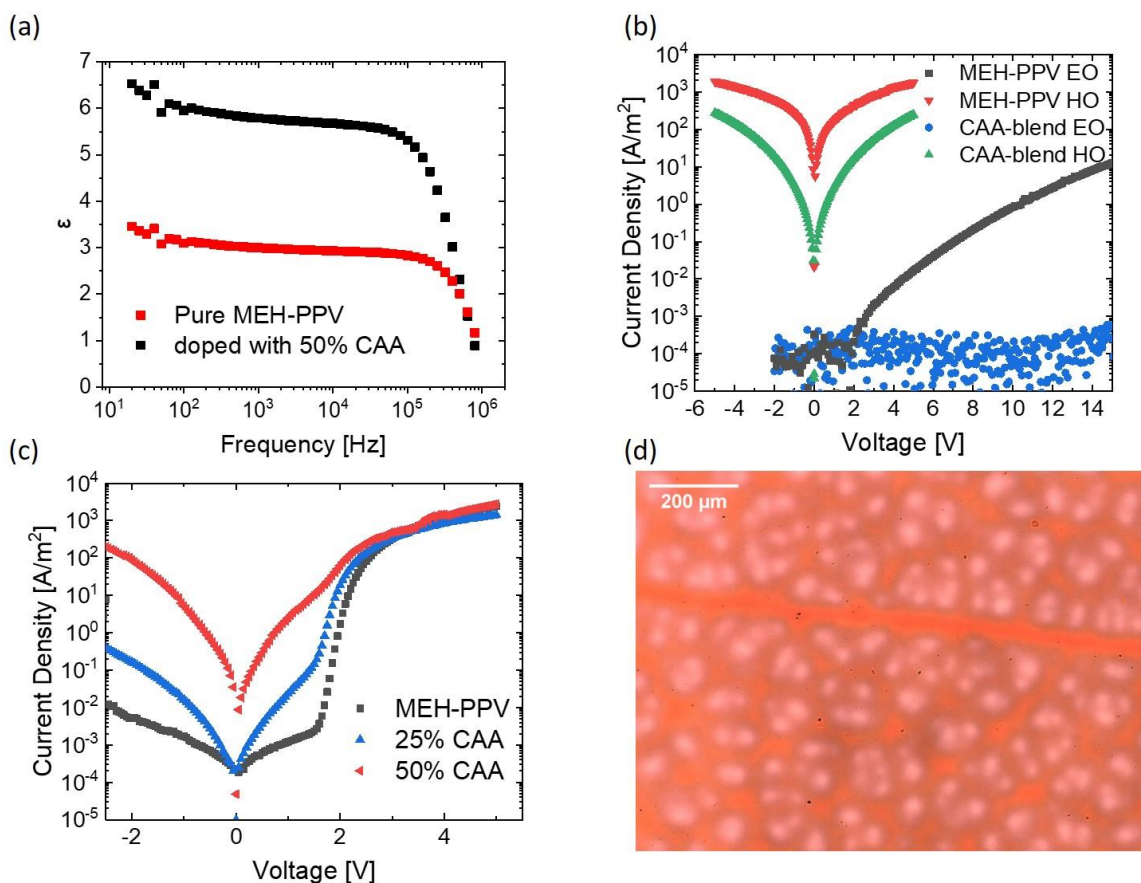 (a)
7
6
5
4
3
2
1
0
ε
Pure MEH-PPV
doped with 50% CAA
10¹ 10² 10³ 10⁴ 10⁵ 10⁶
Frequency [Hz]
(b)
10⁴
10³
10²
10¹
10⁰
10⁻¹
10⁻²
10⁻³
10⁻⁴
10⁻⁵
Current Density [A/m²]
MEH-PPV EO
MEH-PPV HO
CAA-blend EO
CAA-blend HO
-6 -4 -2 0 2 4 6 8 10 12 14
Voltage [V]
(c)
10⁴
10³
10²
10¹
10⁰
10⁻¹
10⁻²
10⁻³
10⁻⁴
10⁻⁵
Current Density [A/m²]
MEH-PPV
25% CAA
50% CAA
-2 0 2 4
Voltage [V]
(d)
200 µm